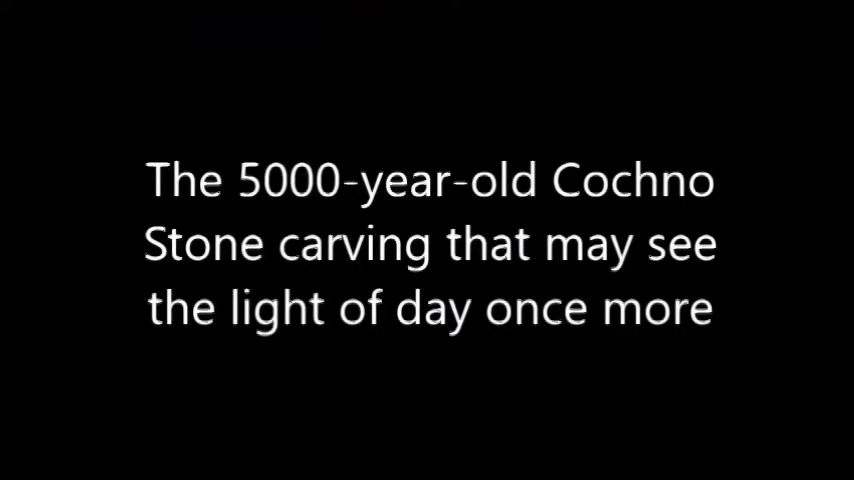 The 5000-year-old Cochno
Stone carving that may see
the light of day once more